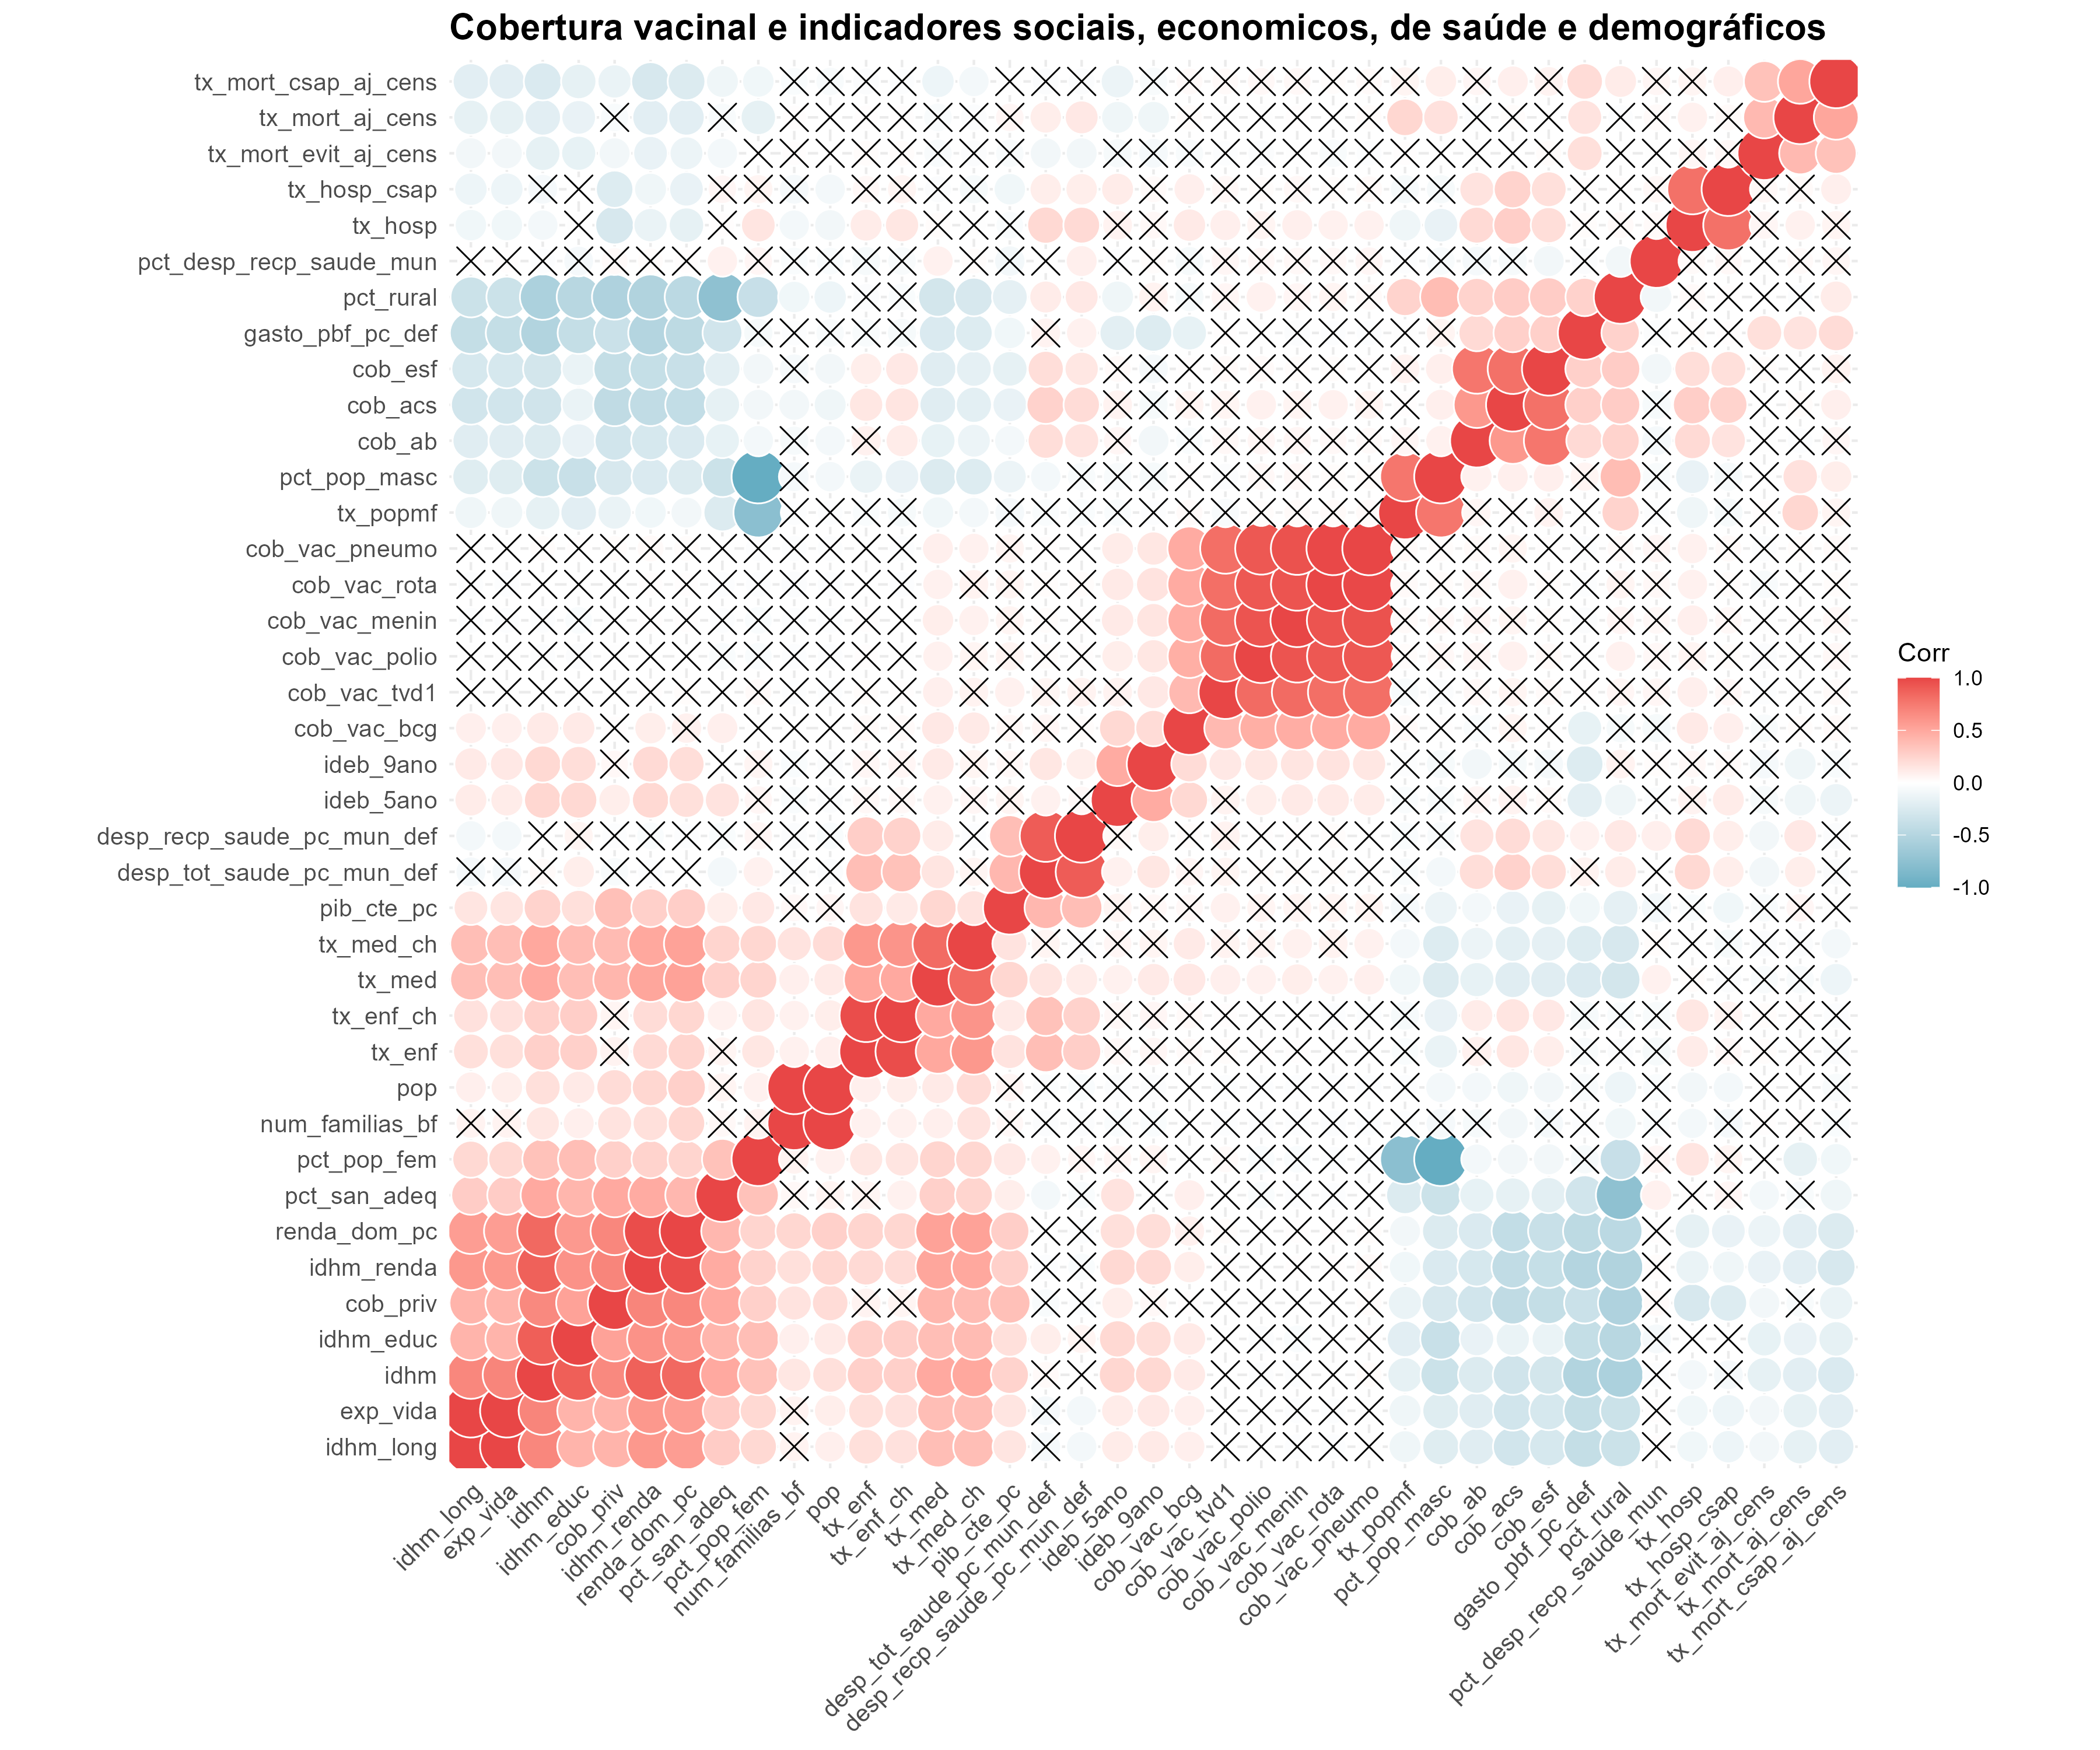 Cobertura vacinal e indicadores sociais, economicos, de saúde e demográficos
tx_mort_csap_aj_cens
tx_mort_aj_cens
tx_mort_evit_aj_cens
tx_hosp_csap
tx_hosp
pct_desp_recp_saude_mun
pct_rural
gasto_pbf_pc_def
cob_esf
cob_acs
cob_ab
pct_pop_masc
tx_popmf
cob_vac_pneumo
cob_vac_rota
cob_vac_menin
cob_vac_polio
cob_vac_tvd1
cob_vac_bcg
ideb_9ano
ideb_5ano
desp_recp_saude_pc_mun_def
desp_tot_saude_pc_mun_def
pib_cte_pc
tx_med_ch
tx_med
tx_enf_ch
tx_enf
pop
num_familias_bf
pct_pop_fem
pct_san_adeq
renda_dom_pc
idhm_renda
cob_priv
idhm_educ
idhm
exp_vida
idhm_long
idhm_long
exp_vida
idhm
idhm_educ
cob_priv
idhm_renda
renda_dom_pc
pct_san_adeq
pct_pop_fem
num_familias_bf
pop
tx_enf
tx_enf_ch
tx_med
tx_med_ch
pib_cte_pc
desp_tot_saude_pc_mun_def
desp_recp_saude_pc_mun_def
ideb_5ano
ideb_9ano
cob_vac_bcg
cob_vac_tvd1
cob_vac_polio
cob_vac_menin
cob_vac_rota
cob_vac_pneumo
tx_popmf
pct_pop_masc
cob_ab
cob_acs
cob_esf
gasto_pbf_pc_def
pct_rural
pct_desp_recp_saude_mun
tx_hosp
tx_hosp_csap
tx_mort_evit_aj_cens
tx_mort_aj_cens
tx_mort_csap_aj_cens
Corr
1.0
0.5
0.0
-0.5
-1.0